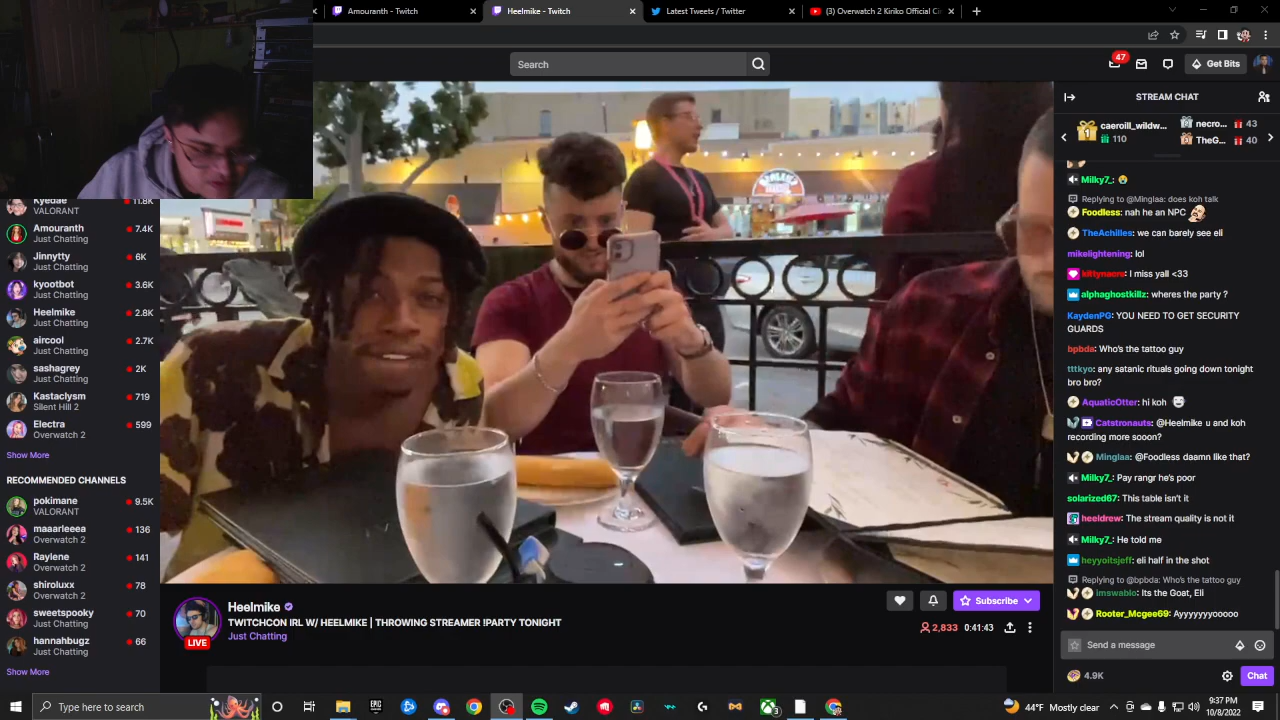 Amouranth - Twitch
Heelmike - Twitch
Latest Tweets / Twitter
(3) Overwatch 2 Kiriko Official Ci
Search
47
Get Bits
STREAM CHAT
1
caeroill_wildw...
110
necro... 43
TheG... 40
Milky7_:
Replying to @Minglaa: does koh talk
Foodless: nah he an NPC
TheAchilles: we can barely see eli
mikelightening: lol
I miss yall <33
alphaghostkillz: wheres the party ?
KaydenPG: YOU NEED TO GET SECURITY
GUARDS
bpbda: Who's the tattoo guy
tttkyo: any satanic rituals going down tonight
bro bro?
AquaticOtter: hi koh
Catstronauts: @Heelmike u and koh
recording more sooon?
Minglaa: @Foodless damn like that?
Milky7_: Pay rangr he's poor
solarized67: This table isn't it
heeldrew: The stream quality is not it
Milky7_: He told me
heyyoitsjeff: eli half in the shot
Replying to @bpbda: Who's the tattoo guy
imswablo: Its the Goat, Eli
Rooter_Mcgee69: Ayyyyyyoooo
Send a message
4.9K
Chat
Kyedae 11.8K
VALORANT
Amouranth 7.4K
Just Chatting
Jinnytty 6K
Just Chatting
kyootbot 3.6K
Just Chatting
Heelmike 2.8K
Just Chatting
aircool 2.7K
Just Chatting
sashagrey 2K
Just Chatting
Kastaclysm 719
Silent Hill 2
Electra 599
Overwatch 2
Show More
RECOMMENDED CHANNELS
pokimane 9.5K
VALORANT
maaarleeea 136
Overwatch 2
Raylene 141
Overwatch 2
shiroluxx 78
Overwatch 2
sweetspooky 70
Just Chatting
hannahbugz 66
Just Chatting
Show More
Heelmike
TWITCHCON IRL W/ HEELMIKE | THROWING STREAMER !PARTY TONIGHT
Just Chatting
LIVE
Subscribe
2,833 0:41:43
Type here to search
EPIC
3
44°F Mostly clear
9:37 PM
10/8/2022